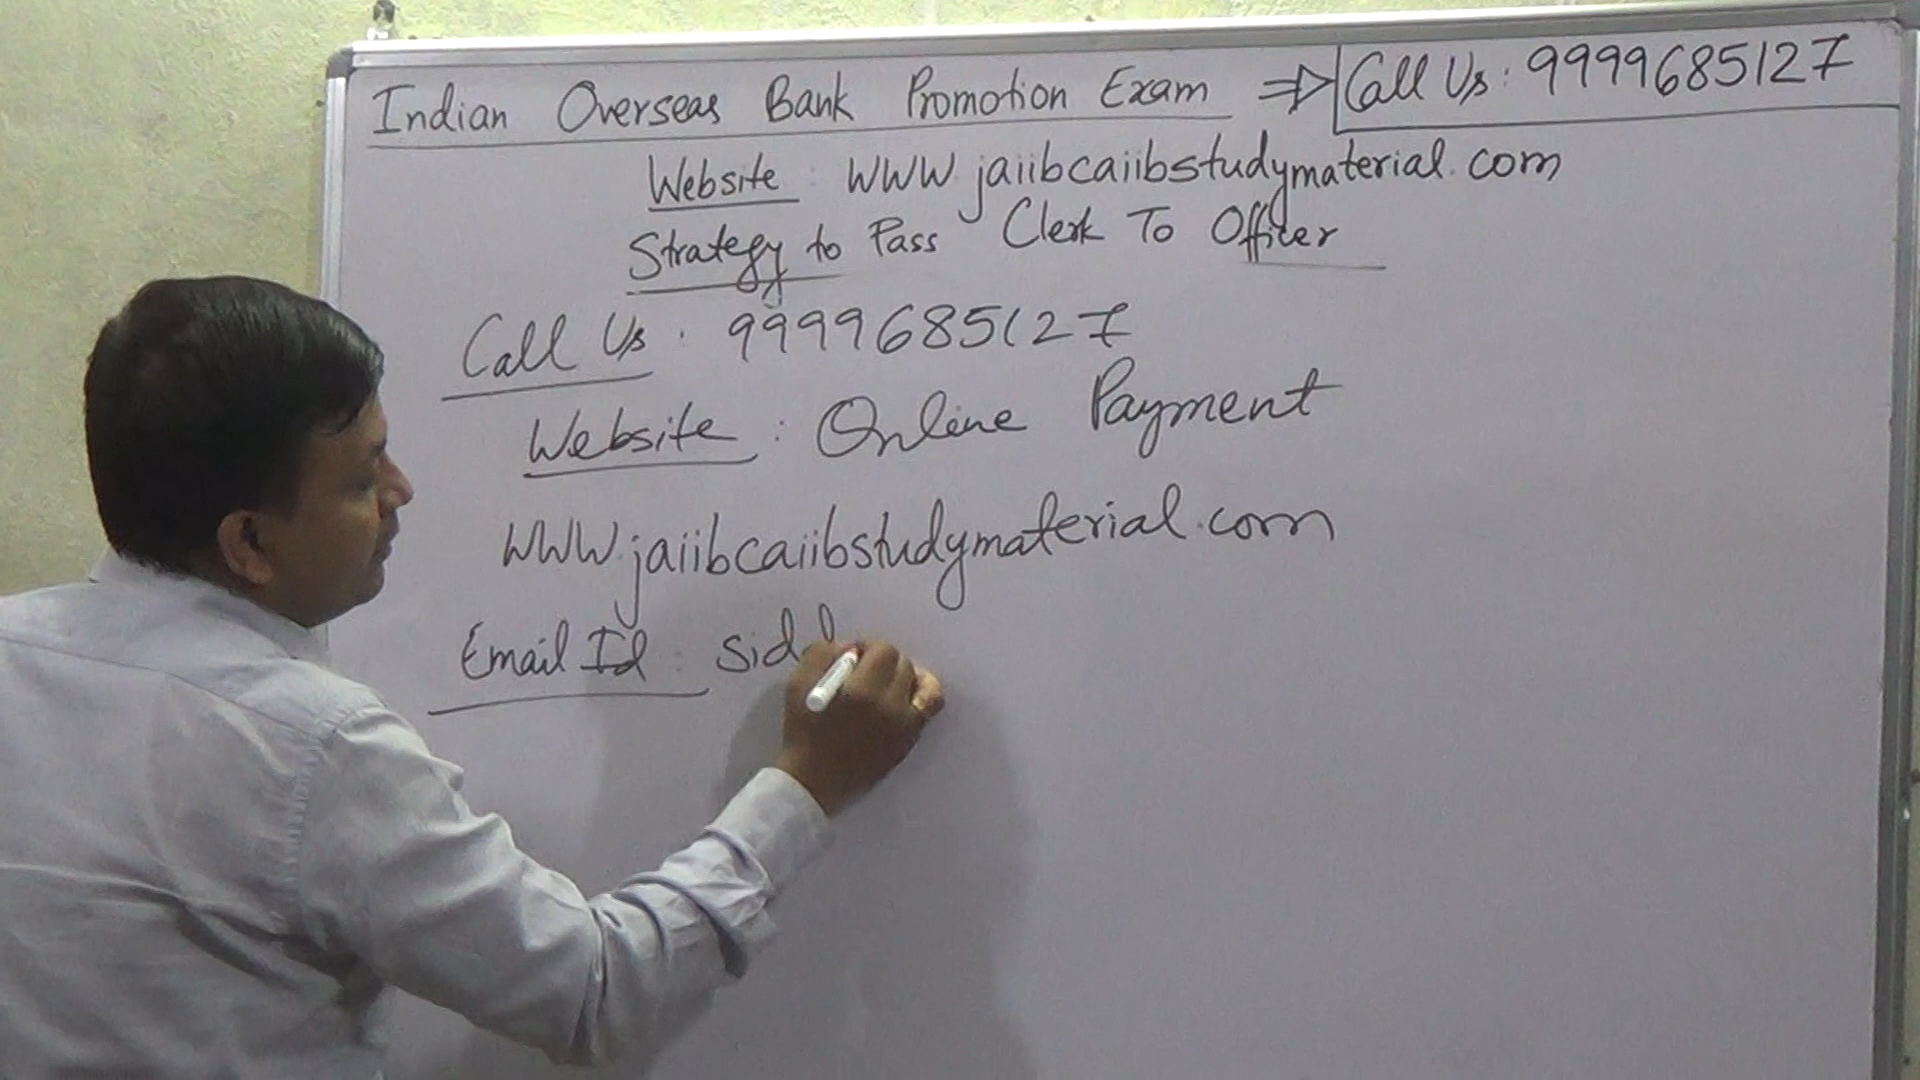 Indian Overseas Bank Promotion Exam ⇒ Call Us: 9999685127
Website: WWW.jaiibcaiibstudymaterial.com
Strategy to Pass Clerk To Officer
Call Us: 9999685127
Website: Online Payment
WWW.jaiibcaiibstudymaterial.com
Email Id: